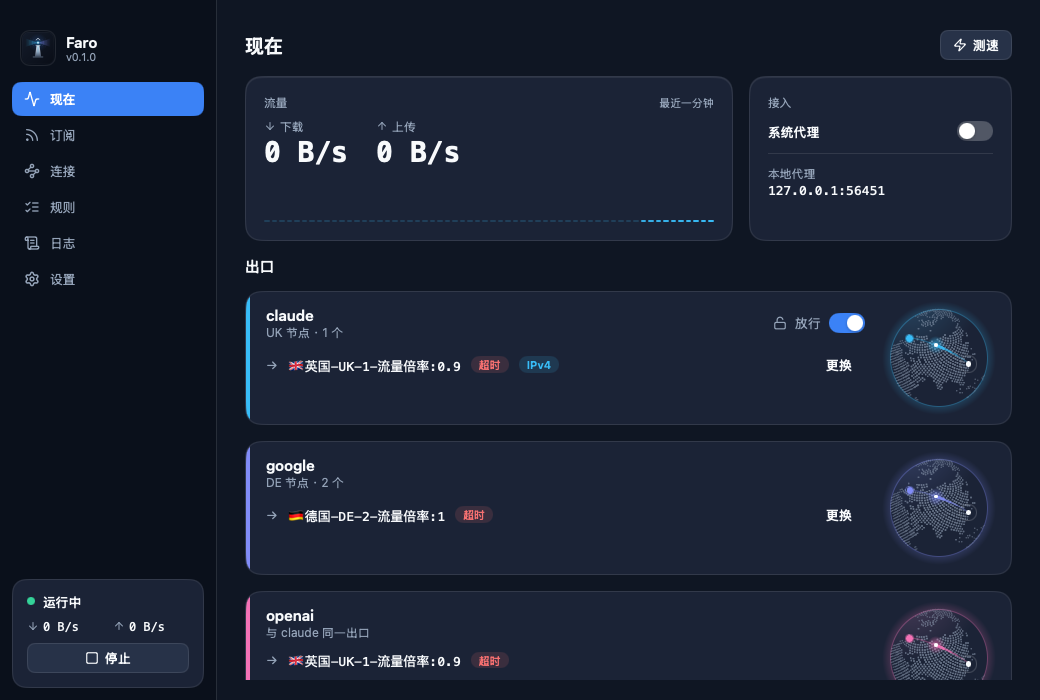 Faro
v0.1.0
现在
订阅
连接
规则
日志
设置
运行中
↓ 0 B/s ↑ 0 B/s
停止
现在
测速
流量 最近一分钟
↓ 下载 ↑ 上传
0 B/s 0 B/s
接入
系统代理
本地代理
127.0.0.1:56451
出口
claude
UK 节点 · 1 个
放行
→ 🇬🇧英国-UK-1-流量倍率:0.9 超时 IPv4 更换
google
DE 节点 · 2 个
→ 🇩🇪德国-DE-2-流量倍率:1 超时 更换
openai
与 claude 同一出口
→ 🇬🇧英国-UK-1-流量倍率:0.9 超时